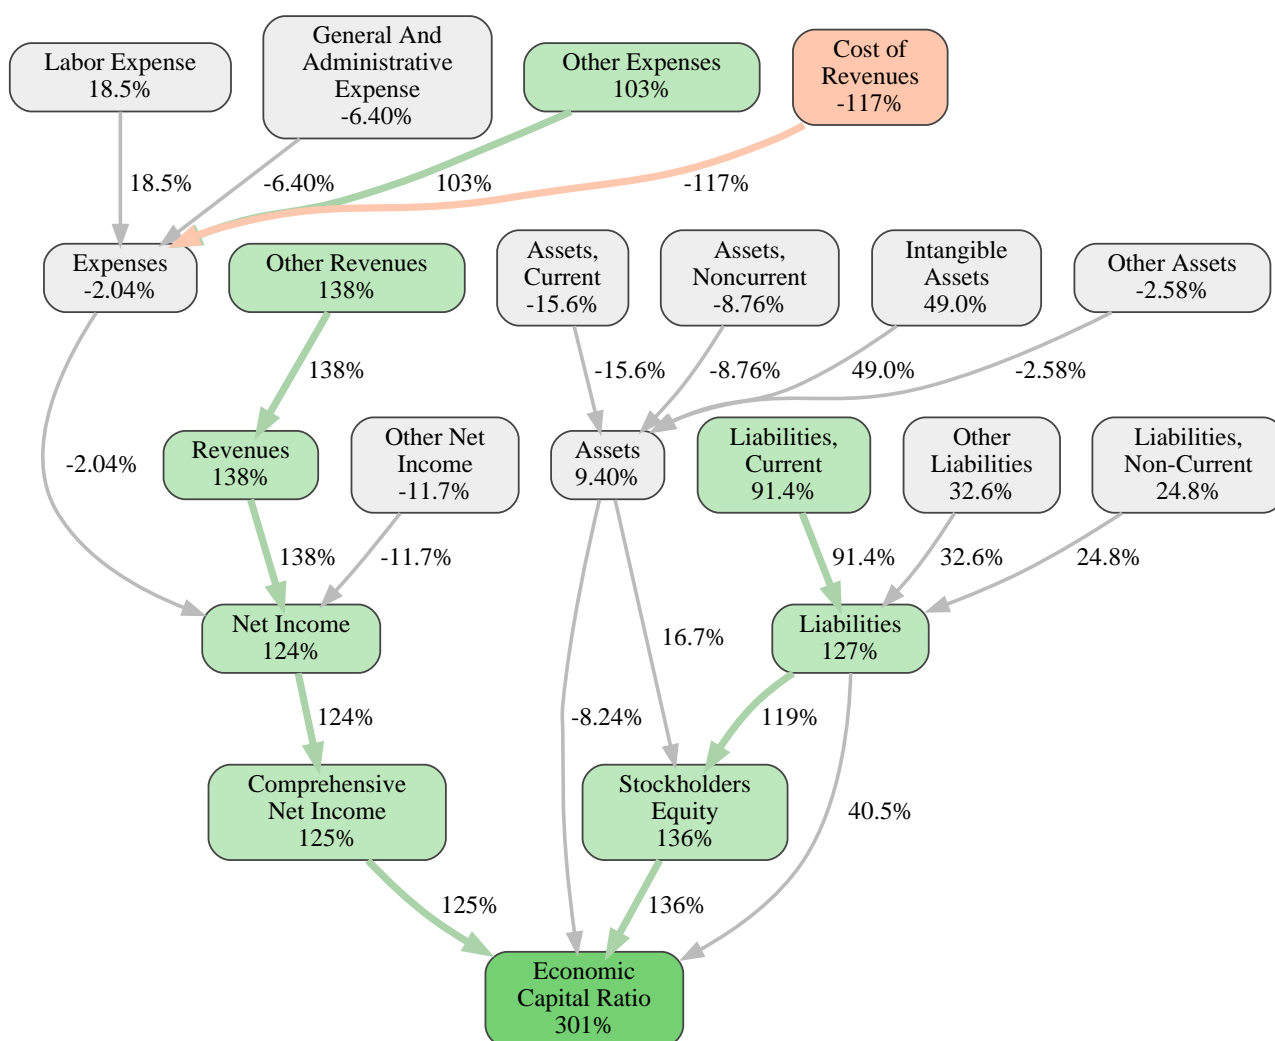 Labor Expense
18.5%
General And
Administrative
Expense
-6.40%
Other Expenses
103%
Cost of
Revenues
-117%
18.5%
-6.40%
103%
-117%
Expenses
-2.04%
Other Revenues
138%
Assets,
Current
-15.6%
Assets,
Noncurrent
-8.76%
Intangible
Assets
49.0%
Other Assets
-2.58%
138%
-15.6%
-8.76%
49.0%
-2.58%
-2.04%
Revenues
138%
Other Net
Income
-11.7%
Assets
9.40%
Liabilities,
Current
91.4%
Other
Liabilities
32.6%
Liabilities,
Non-Current
24.8%
138%
-11.7%
91.4%
32.6%
24.8%
Net Income
124%
16.7%
Liabilities
127%
124%
-8.24%
119%
Comprehensive
Net Income
125%
Stockholders
Equity
136%
40.5%
125%
136%
Economic
Capital Ratio
301%